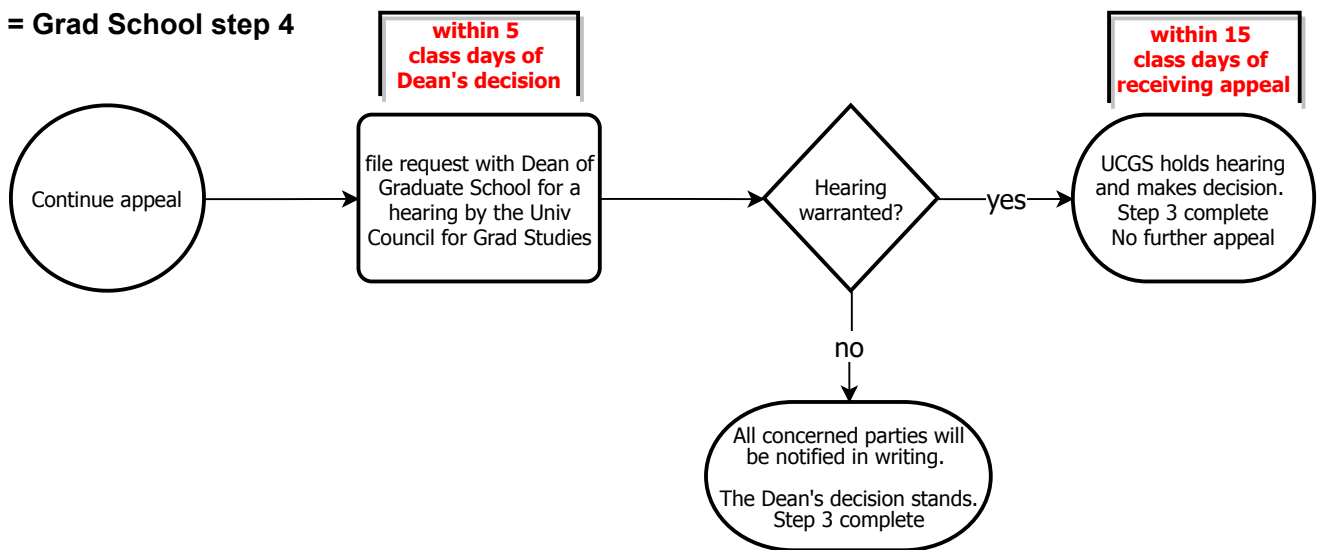 = Grad School step 4
within 5
class days of
Dean's decision
within 15
class days of
receiving appeal
Continue appeal
file request with Dean of
Graduate School for a
hearing by the Univ
Council for Grad Studies
Hearing
warranted?
yes
UCGS holds hearing
and makes decision.
Step 3 complete
No further appeal
no
All concerned parties will
be notified in writing.
The Dean's decision stands.
Step 3 complete